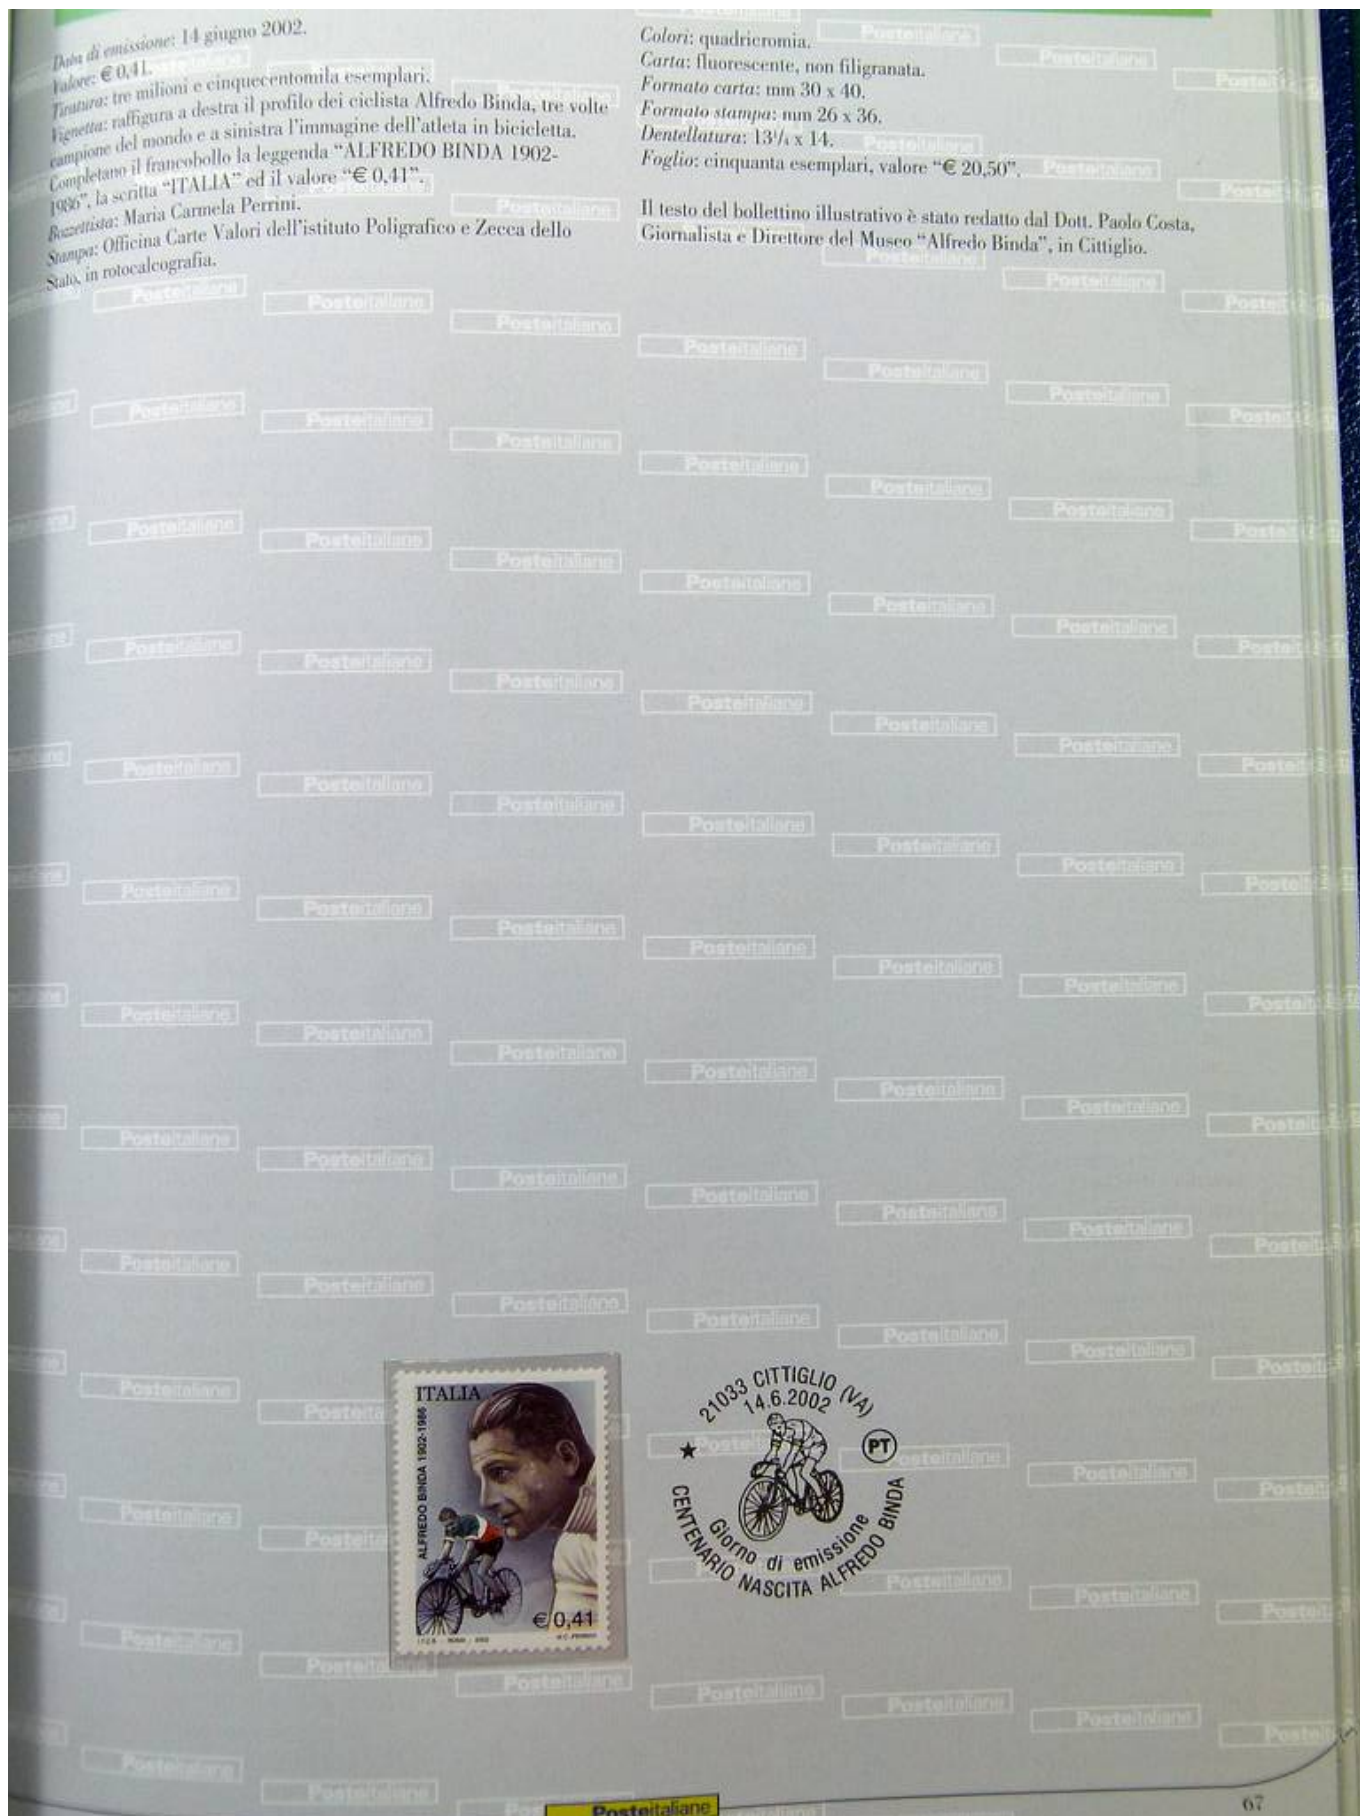 Data di emissione: 14 giugno 2002.
Valore: € 0,41.
Tiratura: tre milioni e cinquecentomila esemplari.
Vignetta: raffigura a destra il profilo dei ciclista Alfredo Binda, tre volte
campione del mondo e a sinistra l'immagine dell'atleta in bicicletta.
Completano il francobollo la leggenda “ALFREDO BINDA 1902-
1986”, la scritta “ITALIA” ed il valore “€ 0,41”.
Bozzettista: Maria Carmela Perrini.
Stampa: Officina Carte Valori dell'istituto Poligrafico e Zecca dello
Stato, in rotocalcografia.
Colori: quadricromia.
Carta: fluorescente, non filigranata.
Formato carta: mm 30 x 40.
Formato stampa: mm 26 x 36.
Dentellatura: 13¹/₄ x 14.
Foglio: cinquanta esemplari, valore “€ 20,50”.
Il testo del bollettino illustrativo è stato redatto dal Dott. Paolo Costa,
Giornalista e Direttore del Museo “Alfredo Binda”, in Cittiglio.
ITALIA
ALFREDO BINDA 1902-1986
€ 0,41
21033 CITTIGLIO (VA)
14.6.2002
PT
Giorno di emissione
CENTENARIO NASCITA ALFREDO BINDA
Posteitaliane
67